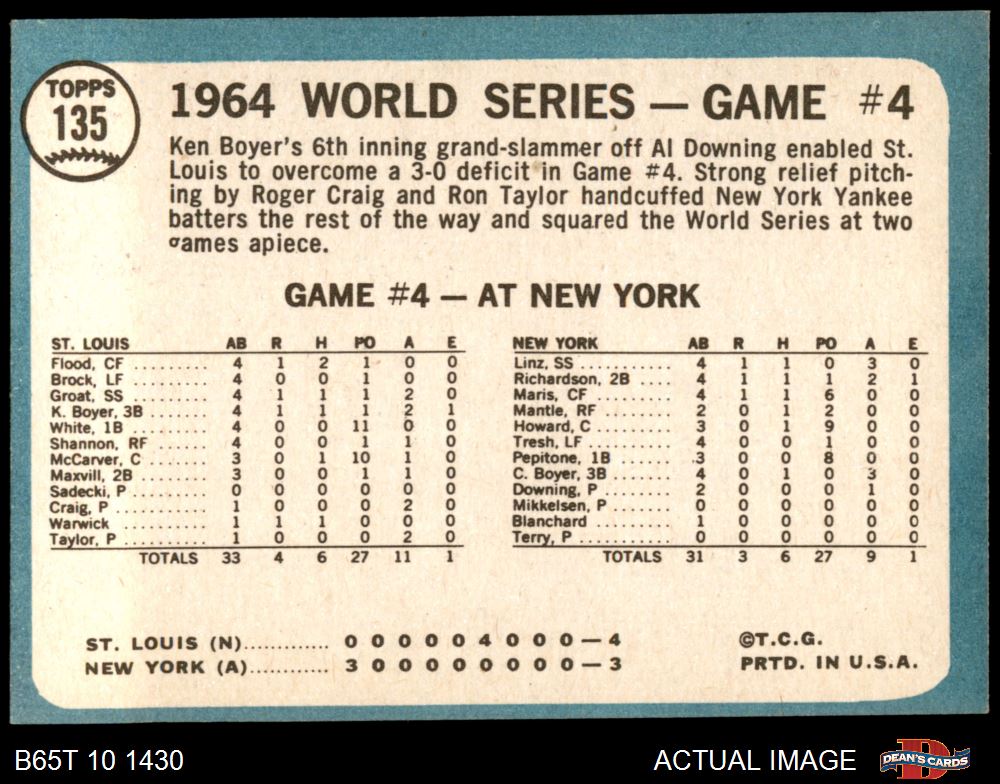 TOPPS
135
1964 WORLD SERIES — GAME #4
Ken Boyer's 6th inning grand-slammer off Al Downing enabled St.
Louis to overcome a 3-0 deficit in Game #4. Strong relief pitch-
ing by Roger Craig and Ron Taylor handcuffed New York Yankee
batters the rest of the way and squared the World Series at two
games apiece.
GAME #4 — AT NEW YORK
ST. LOUIS AB R H PO A E
Flood, CF .......... 4 1 2 1 0 0
Brock, LF .......... 4 0 0 1 0 0
Groat, SS .......... 4 1 1 1 2 0
K. Boyer, 3B ....... 4 1 1 1 2 1
White, 1B .......... 4 0 0 11 0 0
Shannon, RF ....... 4 0 0 1 1 0
McCarver, C ........ 3 0 1 10 1 0
Maxvill, 2B ......... 3 0 0 1 1 0
Sadecki, P .......... 0 0 0 0 0 0
Craig, P ............ 1 0 0 0 2 0
Warwick ............ 1 1 1 0 0 0
Taylor, P ........... 1 0 0 0 2 0
TOTALS 33 4 6 27 11 1
NEW YORK AB R H PO A E
Linz, SS ............ 4 1 1 0 3 0
Richardson, 2B .... 4 1 1 1 2 1
Maris, CF .......... 4 1 1 6 0 0
Mantle, RF ......... 2 0 1 2 0 0
Howard, C .......... 3 0 1 9 0 0
Tresh, LF ........... 4 0 0 1 0 0
Pepitone, 1B ....... 3 0 0 8 0 0
C. Boyer, 3B ....... 4 0 1 0 3 0
Downing, P ......... 2 0 0 0 1 0
Mikkelsen, P ....... 0 0 0 0 0 0
Blanchard .......... 1 0 0 0 0 0
Terry, P ............ 0 0 0 0 0 0
TOTALS 31 3 6 27 9 1
ST. LOUIS (N)............ 0 0 0 0 0 4 0 0 0 — 4
NEW YORK (A)............ 3 0 0 0 0 0 0 0 0 — 3
©T.C.G.
PRTD. IN U.S.A.
B65T 10 1430
ACTUAL IMAGE
DEAN'S CARDS